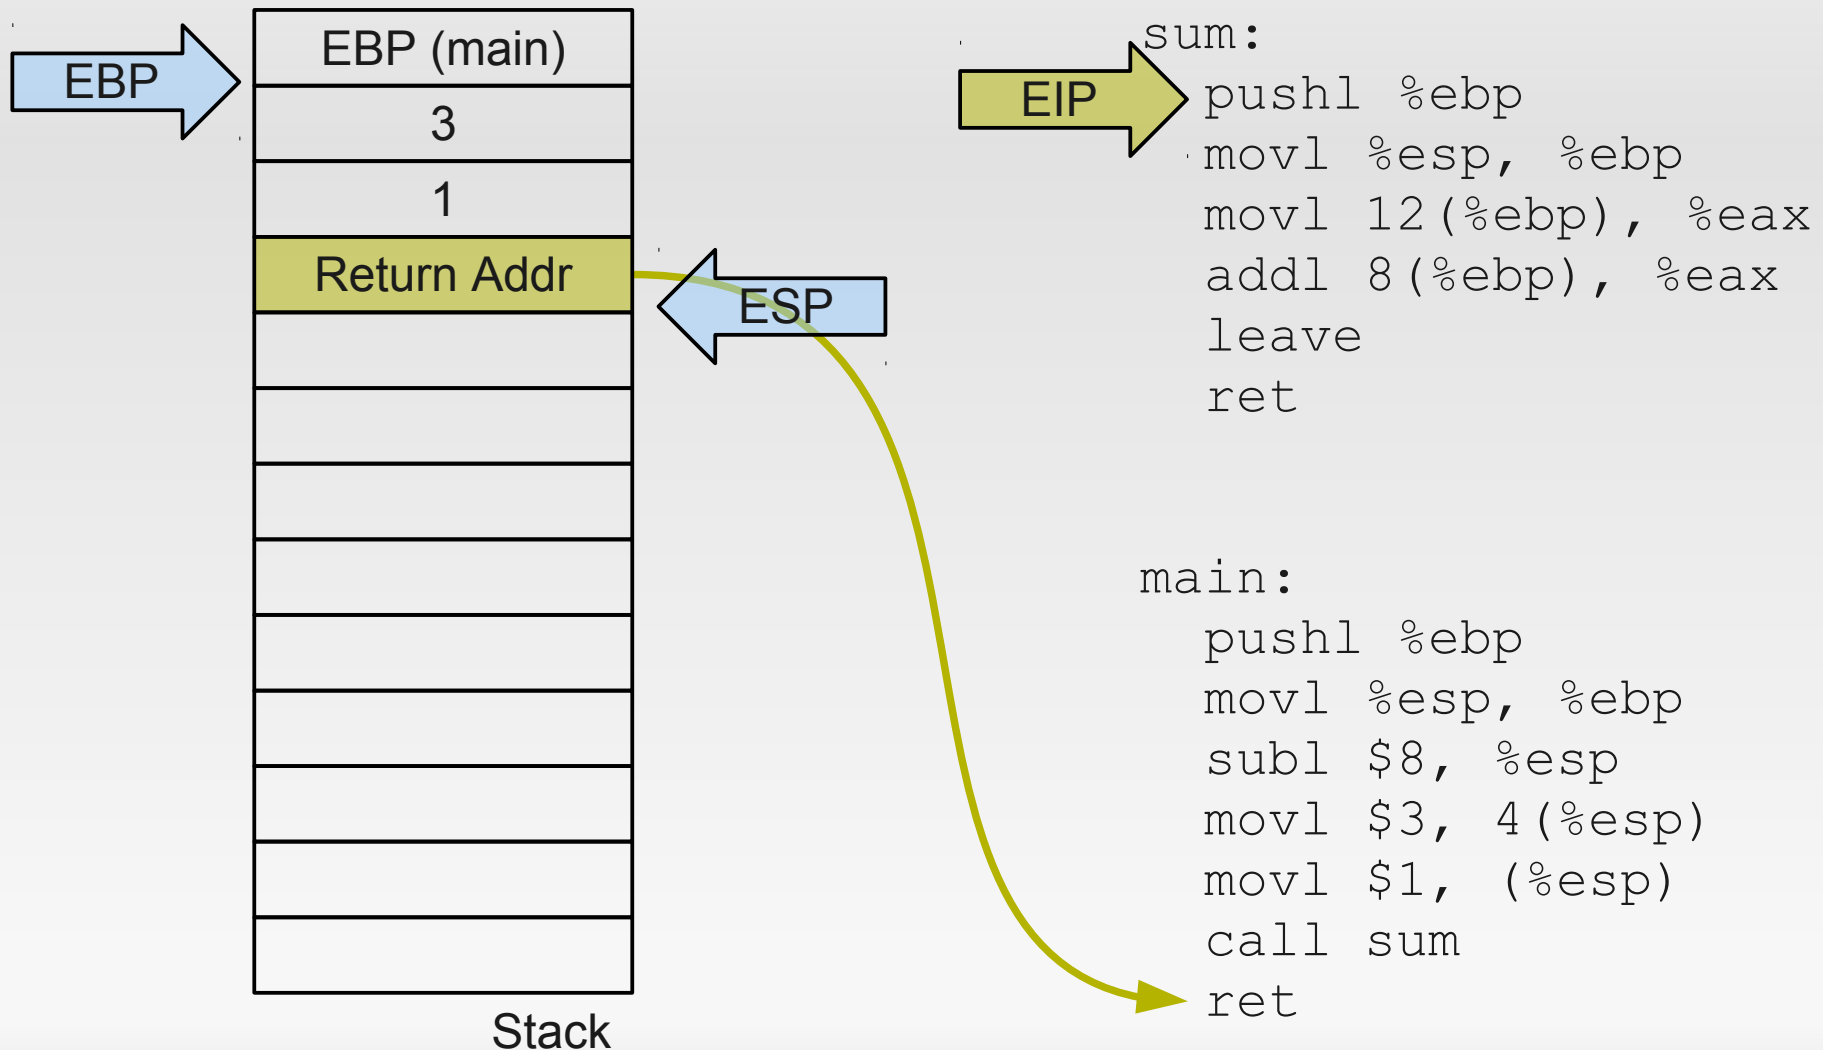 EBP
EBP (main)
3
1
Return Addr
ESP
Stack
EIP
sum:
pushl %ebp
movl %esp, %ebp
movl 12(%ebp), %eax
addl 8(%ebp), %eax
leave
ret
main:
pushl %ebp
movl %esp, %ebp
subl $8, %esp
movl $3, 4(%esp)
movl $1, (%esp)
call sum
ret